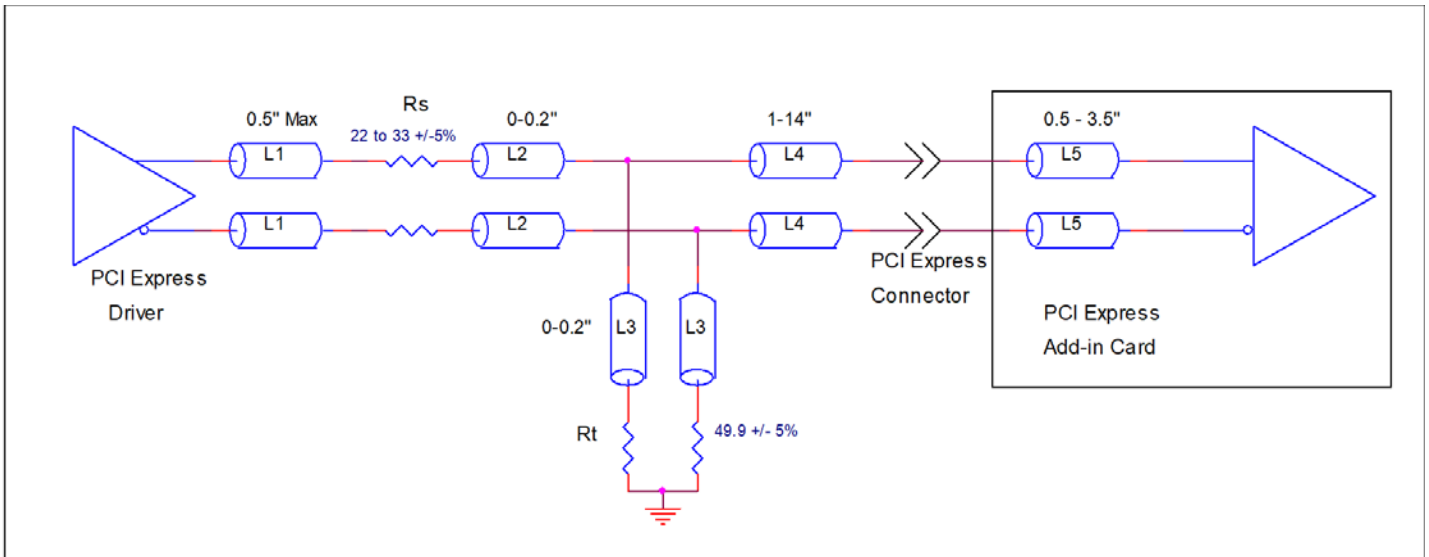 Rs
0.5" Max
22 to 33 +/-5%
0-0.2"
1-14"
0.5 - 3.5"
L1
L2
L4
L5
L1
L2
L4
L5
PCI Express
Driver
PCI Express
Connector
0-0.2"
L3
L3
PCI Express
Add-in Card
Rt
49.9 +/- 5%